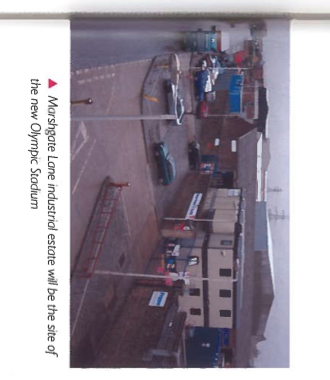 ▲ Marshgate Lane industrial estate will be the site of
the new Olympic Stadium